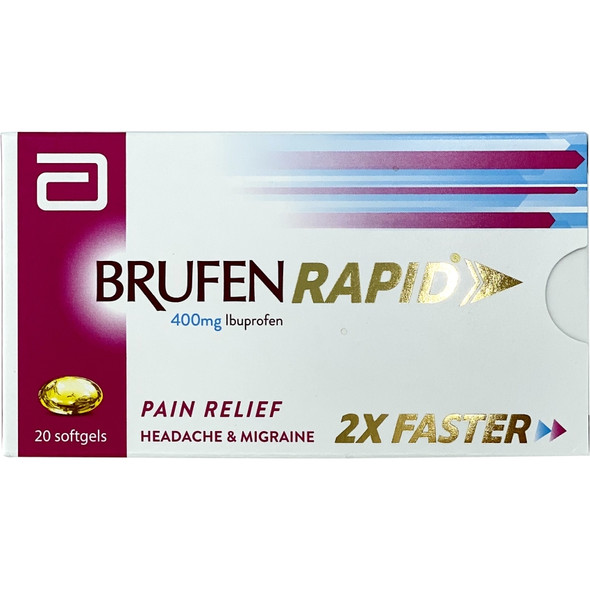 BRUFEN RAPID®
400mg Ibuprofen
PAIN RELIEF
HEADACHE & MIGRAINE
2X FASTER
20 softgels